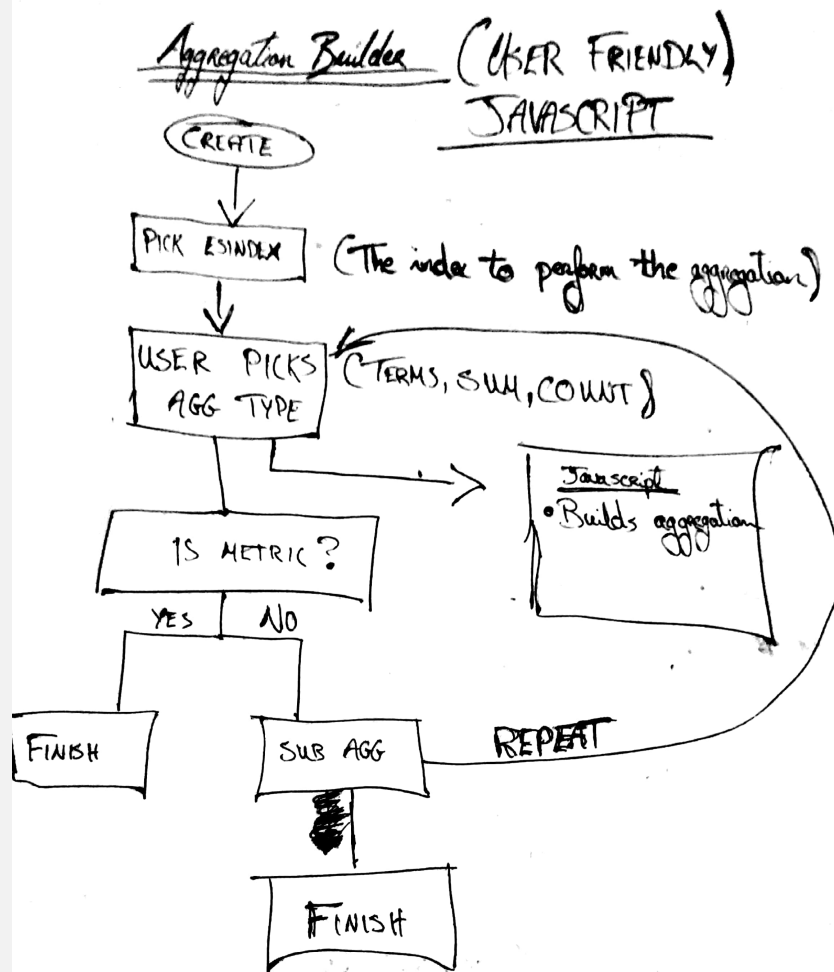 Aggregation Builder (USER FRIENDLY)
JAVASCRIPT
CREATE
PICK ESINDEX
(The index to perform the aggregation)
USER PICKS
AGG TYPE
(TERMS, SUM, COUNT)
Javascript
• Builds aggregation
IS METRIC?
YES
NO
FINISH
SUB AGG
REPEAT
FINISH